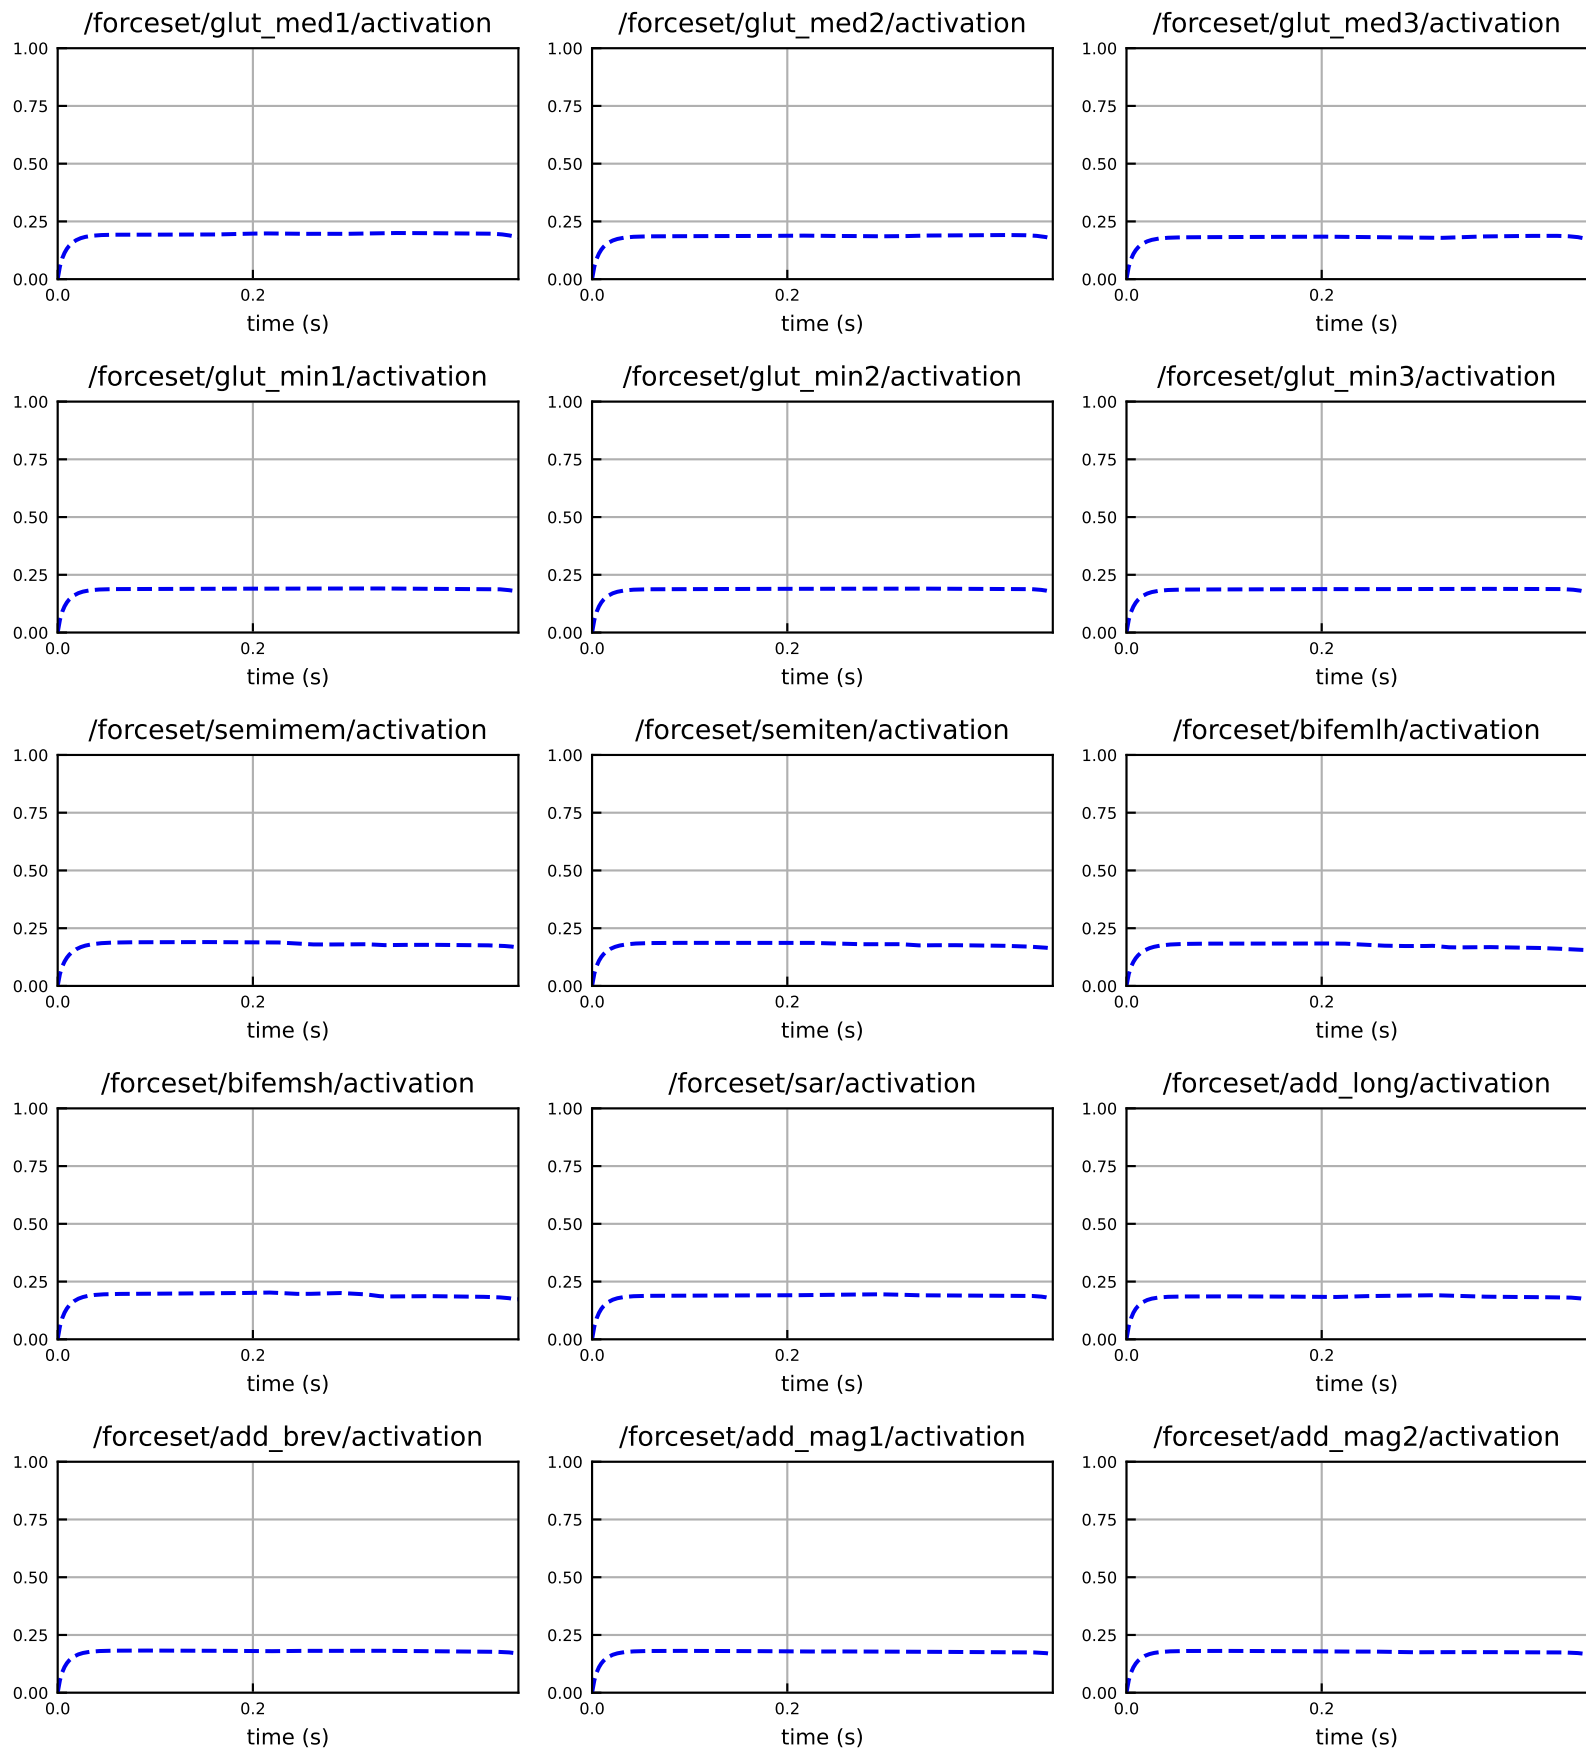 /forceset/glut_med1/activation /forceset/glut_med2/activation /forceset/glut_med3/activation
1.00 1.00 1.00
0.75 0.75 0.75
0.50 0.50 0.50
0.25 0.25 0.25
0.00 0.00 0.00
0.0 0.2 0.0 0.2 0.0 0.2
time (s) time (s) time (s)
/forceset/glut_min1/activation /forceset/glut_min2/activation /forceset/glut_min3/activation
1.00 1.00 1.00
0.75 0.75 0.75
0.50 0.50 0.50
0.25 0.25 0.25
0.00 0.00 0.00
0.0 0.2 0.0 0.2 0.0 0.2
time (s) time (s) time (s)
/forceset/semimem/activation /forceset/semiten/activation /forceset/bifemlh/activation
1.00 1.00 1.00
0.75 0.75 0.75
0.50 0.50 0.50
0.25 0.25 0.25
0.00 0.00 0.00
0.0 0.2 0.0 0.2 0.0 0.2
time (s) time (s) time (s)
/forceset/bifemsh/activation /forceset/sar/activation /forceset/add_long/activation
1.00 1.00 1.00
0.75 0.75 0.75
0.50 0.50 0.50
0.25 0.25 0.25
0.00 0.00 0.00
0.0 0.2 0.0 0.2 0.0 0.2
time (s) time (s) time (s)
/forceset/add_brev/activation /forceset/add_mag1/activation /forceset/add_mag2/activation
1.00 1.00 1.00
0.75 0.75 0.75
0.50 0.50 0.50
0.25 0.25 0.25
0.00 0.00 0.00
0.0 0.2 0.0 0.2 0.0 0.2
time (s) time (s) time (s)